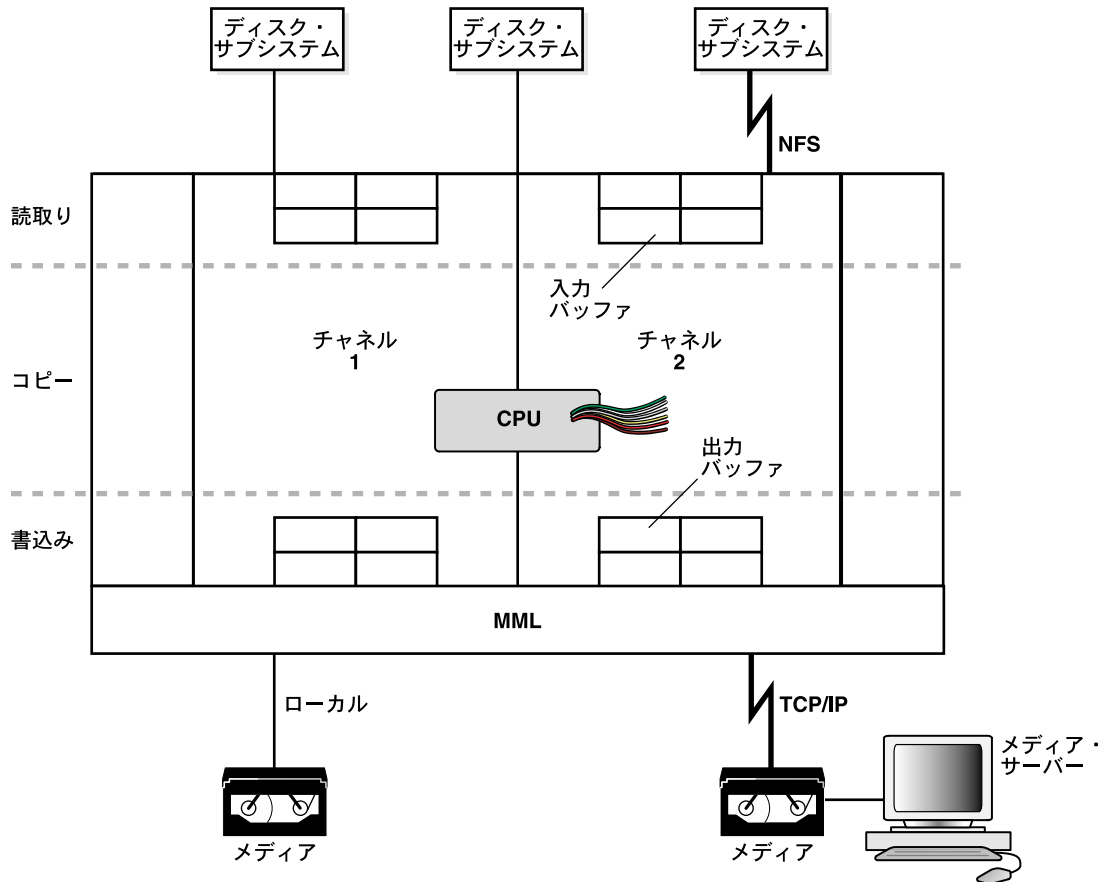 ディスク・
サブシステム
ディスク・
サブシステム
ディスク・
サブシステム
NFS
読取り
入力
バッファ
チャネル
1
チャネル
2
コピー
CPU
出力
バッファ
書込み
MML
ローカル
TCP/IP
メディア・
サーバー
メディア
メディア